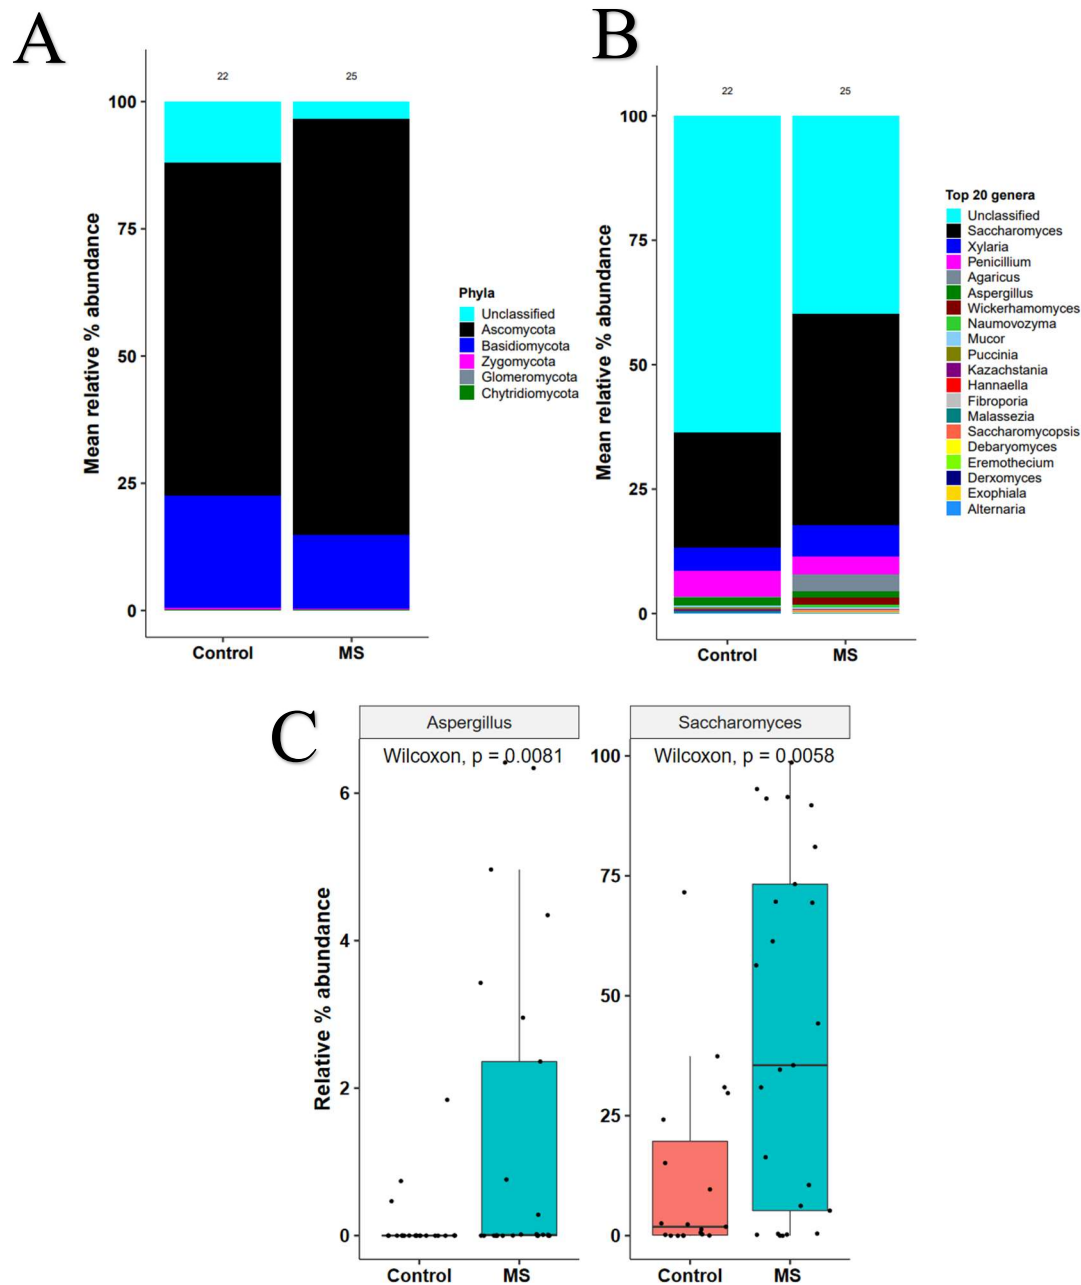 A
22 25
100
75
50
25
0
Mean relative % abundance
Control MS
Phyla
Unclassified
Ascomycota
Basidiomycota
Zygomycota
Glomeromycota
Chytridiomycota
B
22 25
100
75
50
25
0
Mean relative % abundance
Control MS
Top 20 genera
Unclassified
Saccharomyces
Xylaria
Penicillium
Agaricus
Aspergillus
Wickerhamomyces
Naumovozyma
Mucor
Puccinia
Kazachstania
Hannaella
Fibroporia
Malassezia
Saccharomycopsis
Debaryomyces
Eremothecium
Derxomyces
Exophiala
Alternaria
C
Aspergillus
Wilcoxon, p = 0.0081
6
4
2
0
Relative % abundance
Control MS
Saccharomyces
Wilcoxon, p = 0.0058
100
75
50
25
0
Control MS